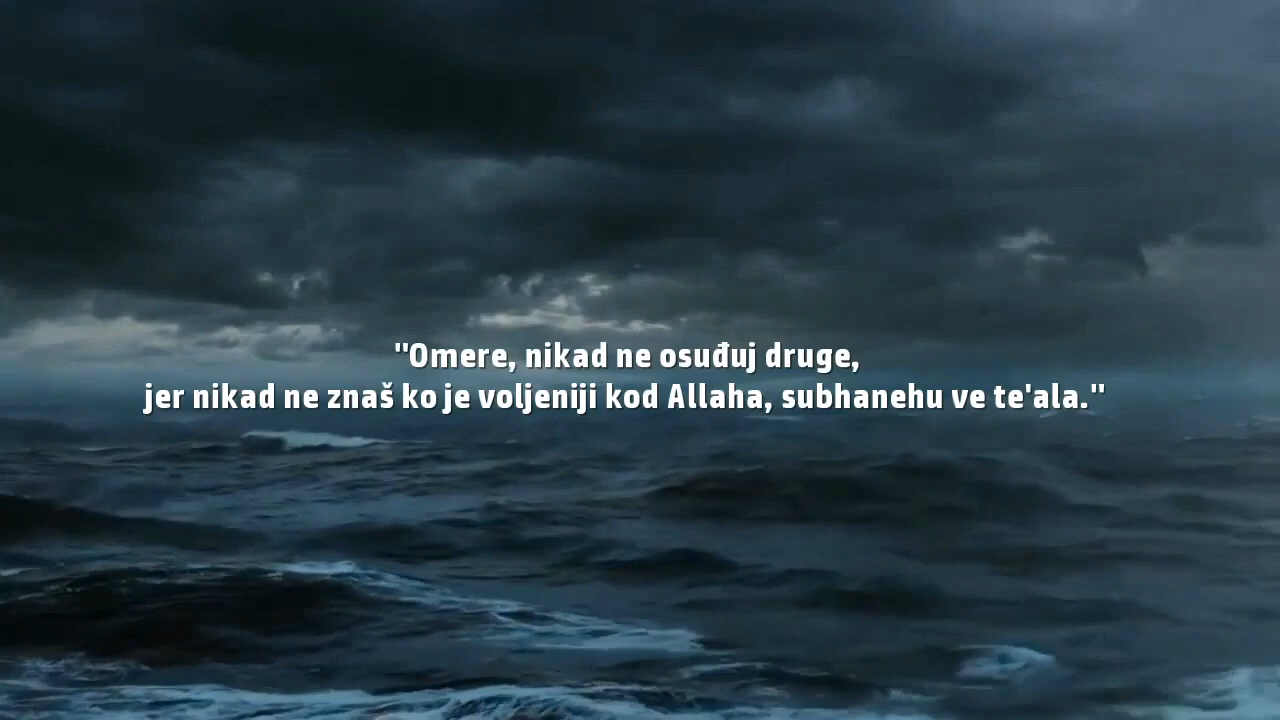 "Omere, nikad ne osuđuj druge,
jer nikad ne znaš ko je voljeniji kod Allaha, subhanehu ve te'ala."